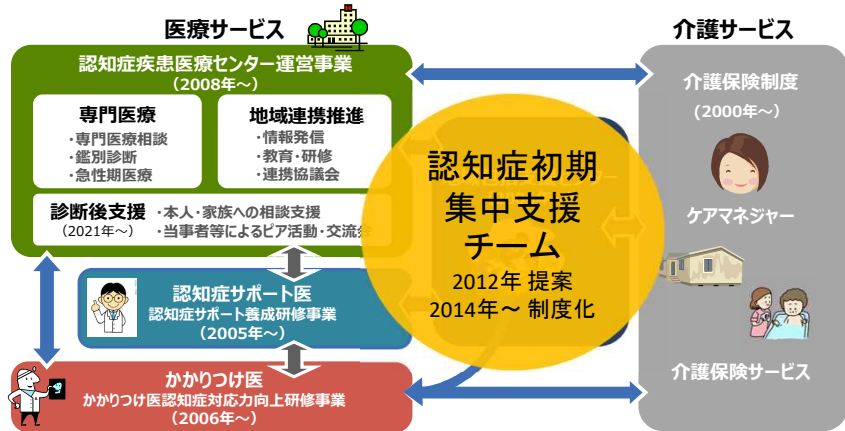 医療サービス
認知症疾患医療センター運営事業
(2008年～)
専門医療
・専門医療相談
・鑑別診断
・急性期医療
地域連携推進
・情報発信
・教育・研修
・連携協議会
診断後支援
(2021年～)
・本人・家族への相談支援
・当事者等によるピア活動・交流会
認知症サポート医
認知症サポート養成研修事業
(2005年～)
かかりつけ医
かかりつけ医認知症対応力向上研修事業
(2006年～)
認知症初期
集中支援
チーム
2012年 提案
2014年～ 制度化
介護サービス
介護保険制度
(2000年～)
ケアマネジャー
介護保険サービス